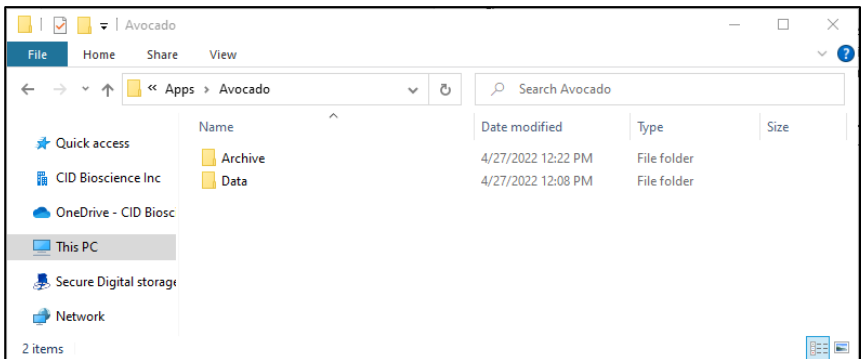 Avocado
File Home Share View
« Apps > Avocado
Search Avocado
Name Date modified Type Size
Quick access
Archive 4/27/2022 12:22 PM File folder
CID Bioscience Inc
Data 4/27/2022 12:08 PM File folder
OneDrive - CID Biosc
This PC
Secure Digital storage
Network
2 items